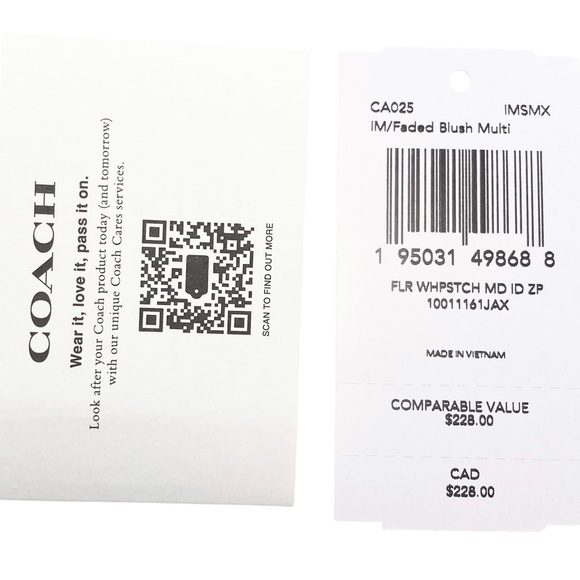 COACH
Wear it, love it, pass it on.
Look after your Coach product today (and tomorrow)
with our unique Coach Cares services.
SCAN TO FIND OUT MORE
CA025 IMSMX
IM/Faded Blush Multi
1 95031 49868 8
FLR WHPSTCH MD ID ZP
10011161JAX
MADE IN VIETNAM
COMPARABLE VALUE
$228.00
CAD
$228.00